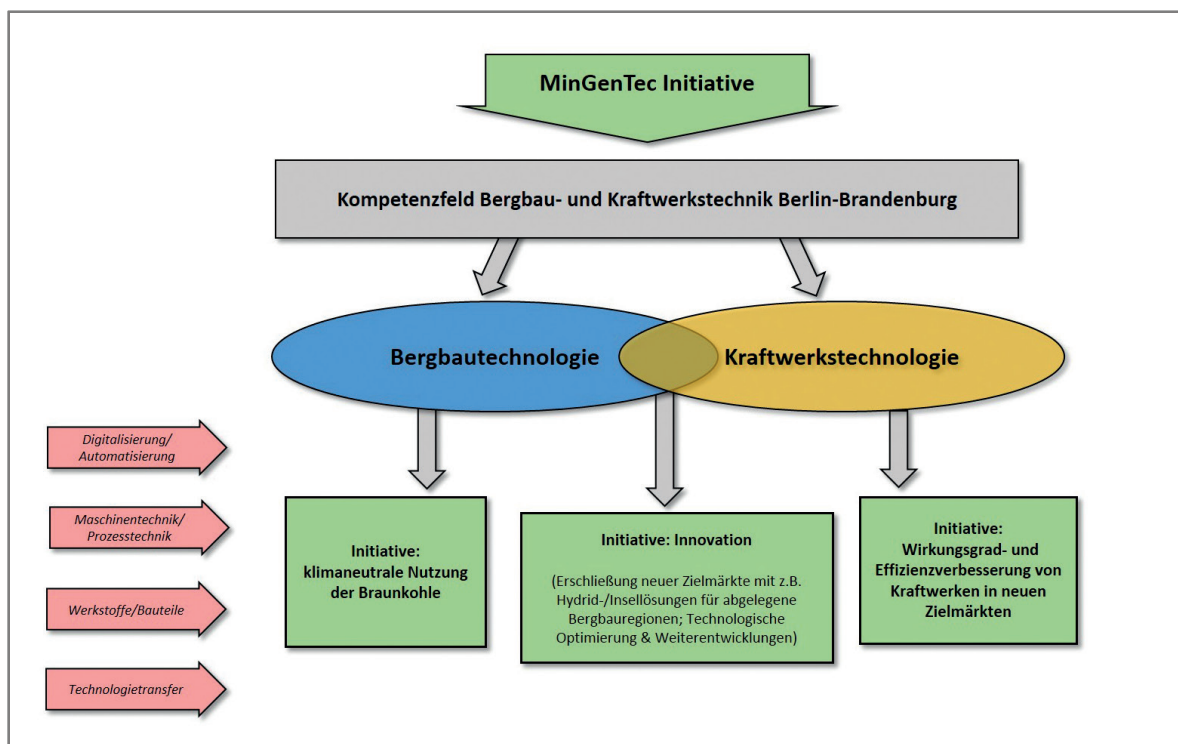 MinGenTec Initiative
Kompetenzfeld Bergbau- und Kraftwerkstechnik Berlin-Brandenburg
Bergbautechnologie
Kraftwerkstechnologie
Digitalisierung/
Automatisierung
Maschinentechnik/
Prozesstechnik
Werkstoffe/Bauteile
Technologietransfer
Initiative:
klimaneutrale Nutzung
der Braunkohle
Initiative: Innovation
(Erschließung neuer Zielmärkte mit z.B.
Hydrid-/Insellösungen für abgelegene
Bergbauregionen; Technologische
Optimierung & Weiterentwicklungen)
Initiative:
Wirkungsgrad- und
Effizienzverbesserung von
Kraftwerken in neuen
Zielmärkten